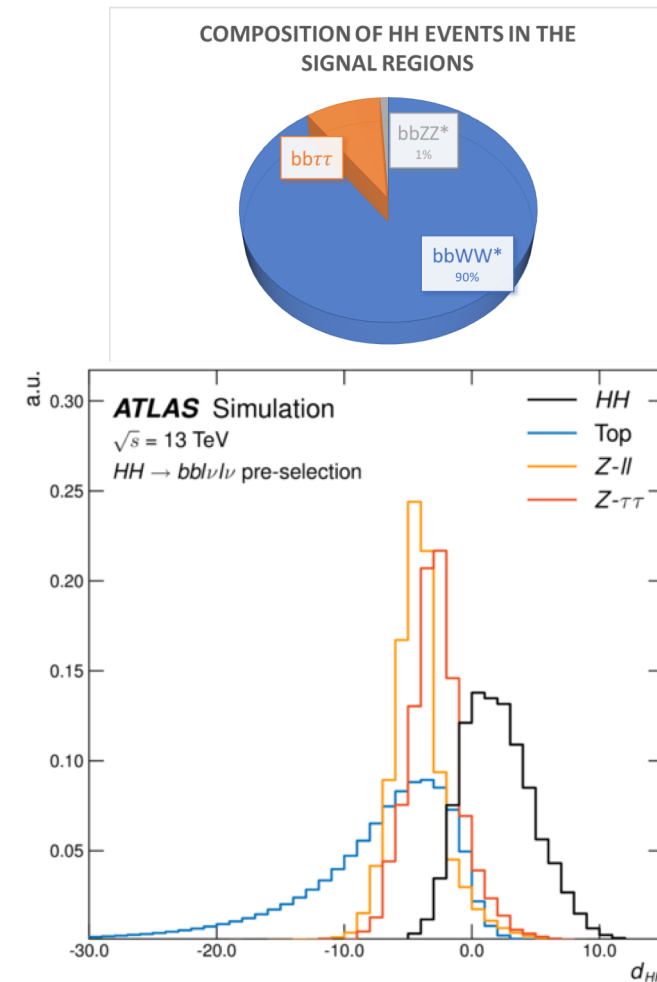 COMPOSITION OF HH EVENTS IN THE
SIGNAL REGIONS
bbττ
bbZZ*
1%
bbWW*
90%
a.u.
0.30
0.25
0.20
0.15
0.10
0.05
ATLAS Simulation
√s = 13 TeV
HH → bblνlν pre-selection
HH
Top
Z-ll
Z-ττ
-30.0
-20.0
-10.0
0.0
10.0